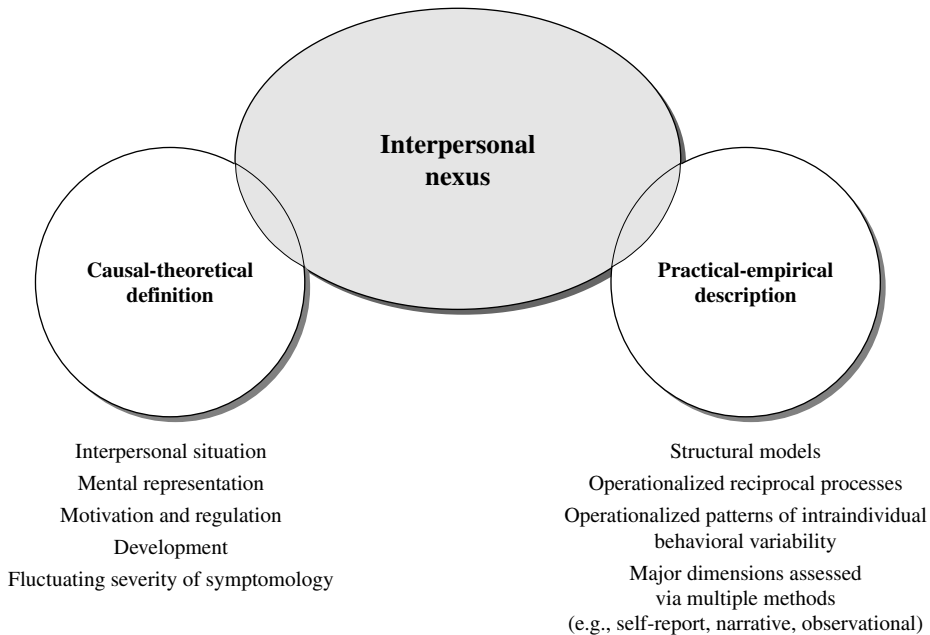 Interpersonal
nexus
Causal-theoretical
definition
Practical-empirical
description
Interpersonal situation
Mental representation
Motivation and regulation
Development
Fluctuating severity of symptomology
Structural models
Operationalized reciprocal processes
Operationalized patterns of intraindividual
behavioral variability
Major dimensions assessed
via multiple methods
(e.g., self-report, narrative, observational)